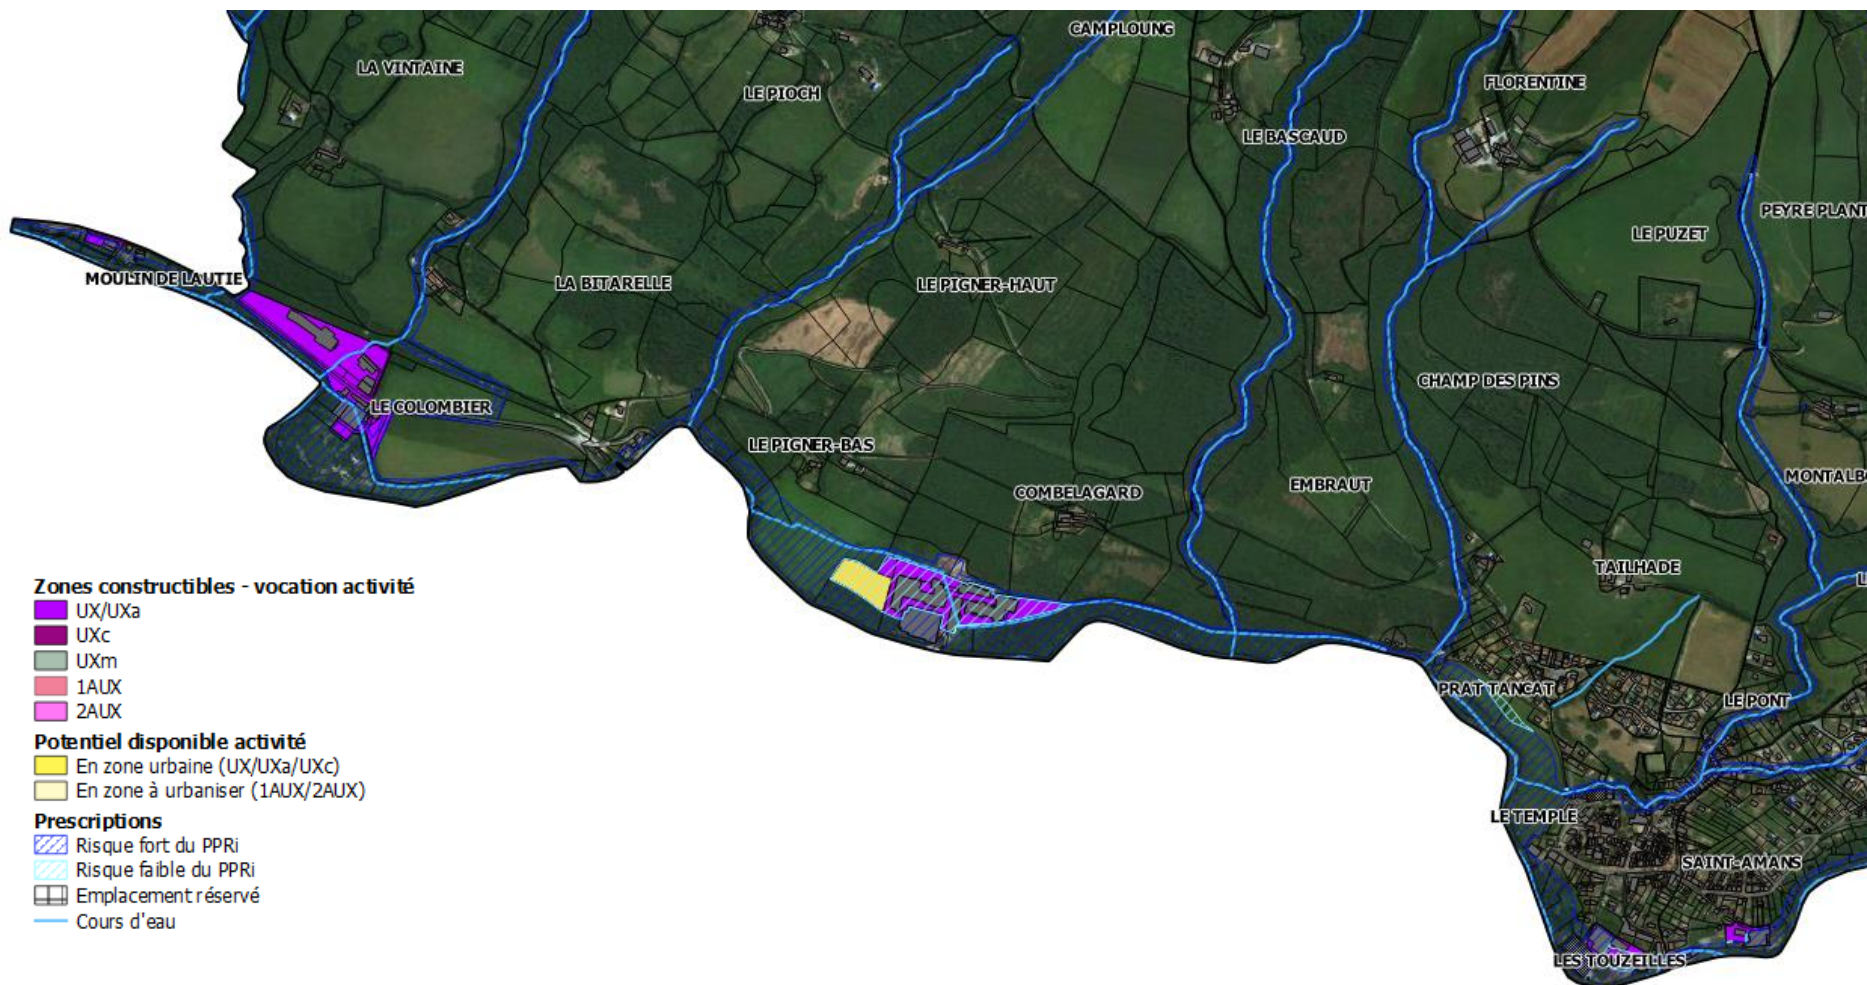 CAMPLOUNG
LA VINTAINE
FLORENTINE
LE PIOCH
LE BASCAUD
PEYRE PLANT
LE PUZET
MOULIN DE LAUTIE
LA BITARELLE
LE PIGNER-HAUT
CHAMP DES PINS
LE COLOMBIER
LE PIGNER-BAS
MONTALB
EMBRAUT
COMBELAGARD
TAILHADE
L
PRAT TANCAT
LE PONT
LE TEMPLE
SAINT-AMANS
LES TOUZEILLES
Zones constructibles - vocation activité
UX/UXa
UXc
UXm
1AUX
2AUX
Potentiel disponible activité
En zone urbaine (UX/UXa/UXc)
En zone à urbaniser (1AUX/2AUX)
Prescriptions
Risque fort du PPRi
Risque faible du PPRi
Emplacement réservé
Cours d'eau